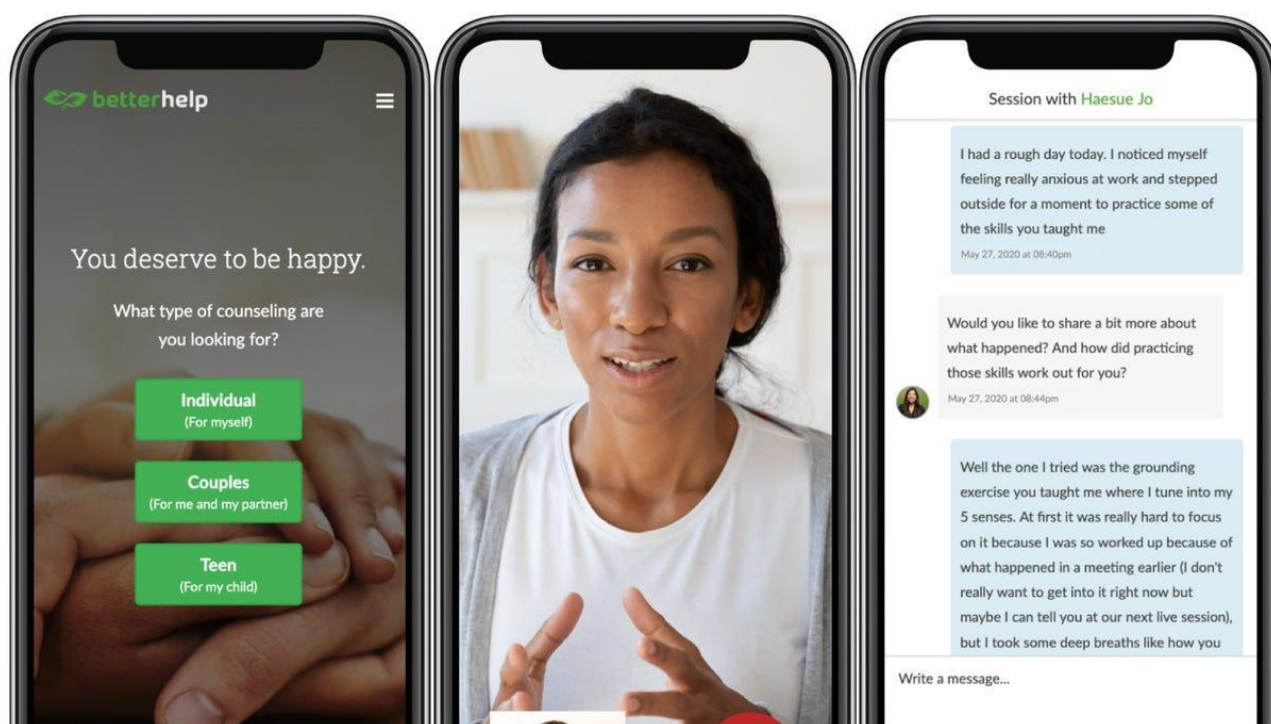 betterhelp
You deserve to be happy.
What type of counseling are
you looking for?
Individual
(For myself)
Couples
(For me and my partner)
Teen
(For my child)
Session with Haesue Jo
I had a rough day today. I noticed myself
feeling really anxious at work and stepped
outside for a moment to practice some of
the skills you taught me
May 27, 2020 at 08:40pm
Would you like to share a bit more about
what happened? And how did practicing
those skills work out for you?
May 27, 2020 at 08:44pm
Well the one I tried was the grounding
exercise you taught me where I tune into my
5 senses. At first it was really hard to focus
on it because I was so worked up because of
what happened in a meeting earlier (I don't
really want to get into it right now but
maybe I can tell you at our next live session),
but I took some deep breaths like how you
Write a message...